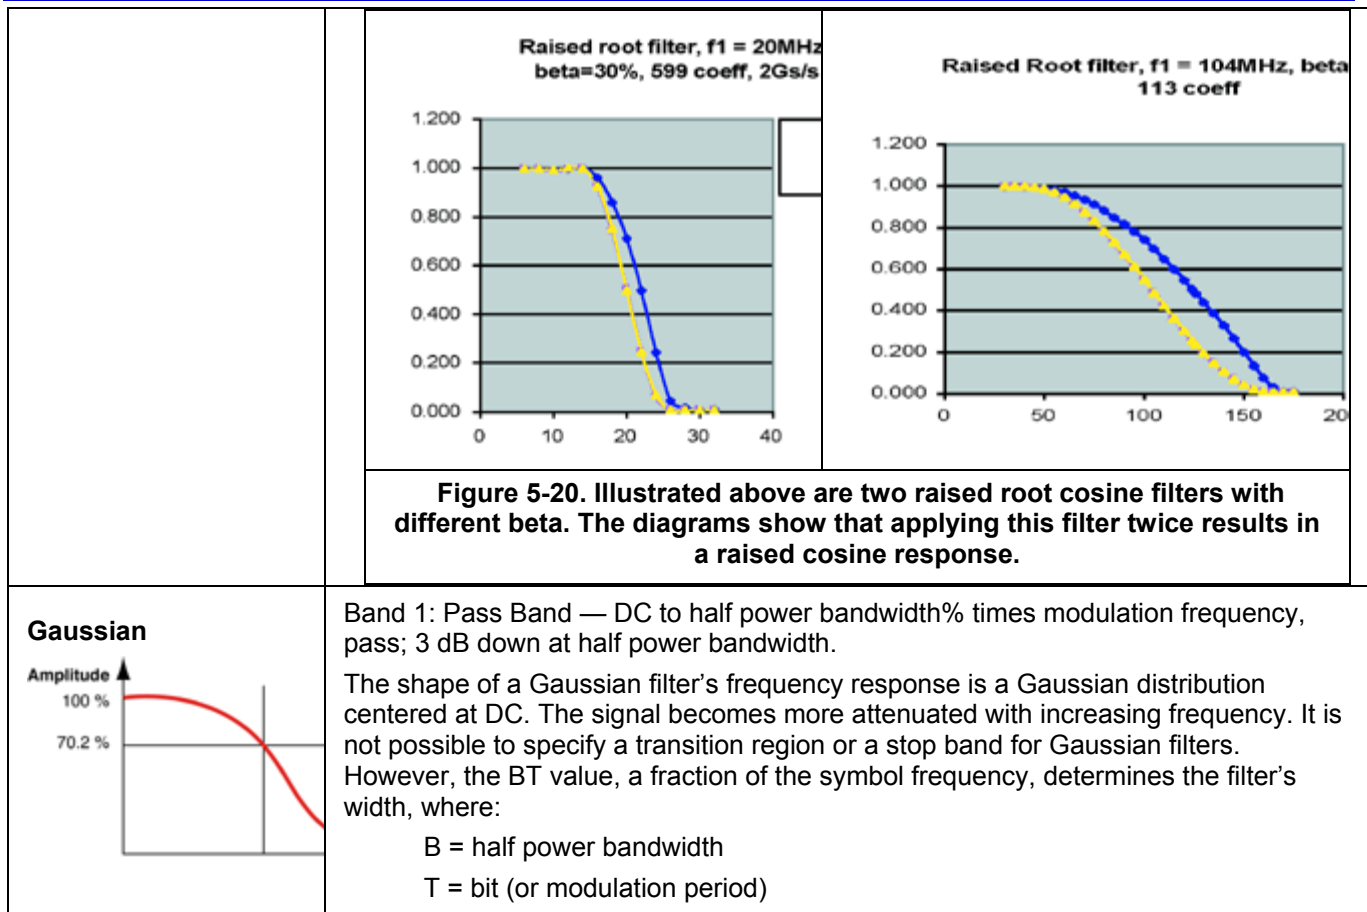 Raised root filter, f1 = 20MHz
beta=30%, 599 coeff, 2Gs/s
1.200
1.000
0.800
0.600
0.400
0.200
0.000
0 10 20 30 40
Raised Root filter, f1 = 104MHz, beta
113 coeff
1.200
1.000
0.800
0.600
0.400
0.200
0.000
0 50 100 150 20
Figure 5-20. Illustrated above are two raised root cosine filters with
different beta. The diagrams show that applying this filter twice results in
a raised cosine response.
Gaussian
Amplitude
100 %
70.2 %
Band 1: Pass Band — DC to half power bandwidth% times modulation frequency,
pass; 3 dB down at half power bandwidth.
The shape of a Gaussian filter’s frequency response is a Gaussian distribution
centered at DC. The signal becomes more attenuated with increasing frequency. It is
not possible to specify a transition region or a stop band for Gaussian filters.
However, the BT value, a fraction of the symbol frequency, determines the filter’s
width, where:
B = half power bandwidth
T = bit (or modulation period)